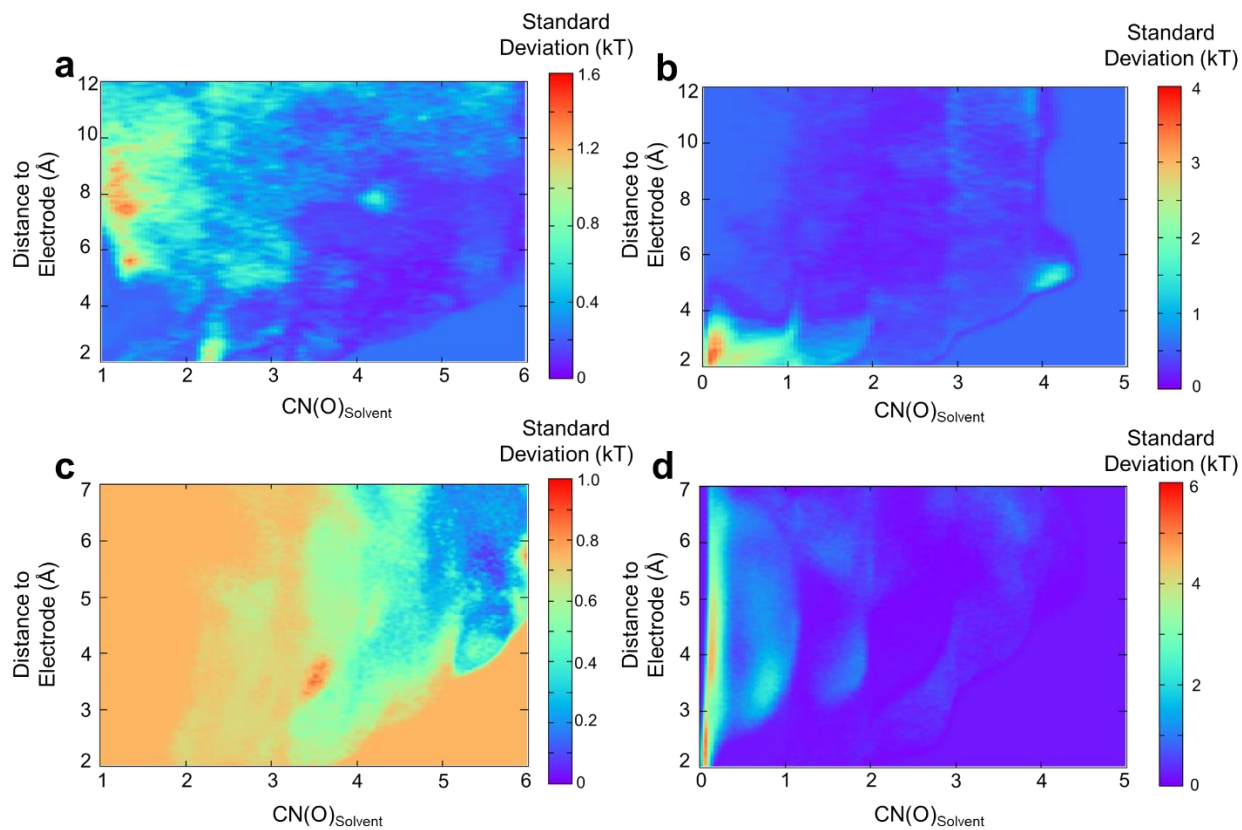 Standard
Deviation (kT)
a
12
10
8
6
4
2
1
2
3
4
5
6
Distance to
Electrode (Å)
CN(O)Solvent
1.6
1.2
0.8
0.4
0
Standard
Deviation (kT)
b
12
10
8
6
4
2
0
1
2
3
4
5
Distance to
Electrode (Å)
CN(O)Solvent
4
3
2
1
0
Standard
Deviation (kT)
c
7
6
5
4
3
2
1
2
3
4
5
6
Distance to
Electrode (Å)
CN(O)Solvent
1.0
0.8
0.6
0.4
0.2
0
Standard
Deviation (kT)
d
7
6
5
4
3
2
0
1
2
3
4
5
Distance to
Electrode (Å)
CN(O)Solvent
6
4
2
0